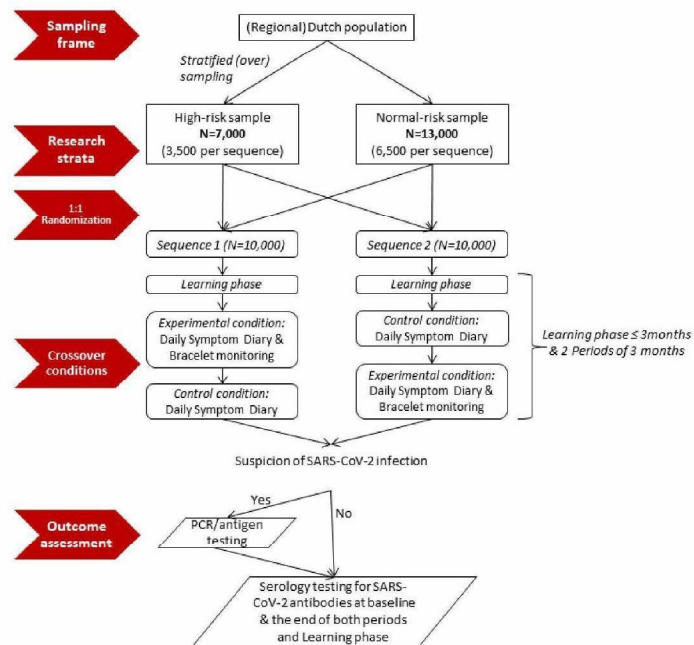 Sampling
frame
(Regional) Dutch population
Stratified (over)
sampling
Research
strata
High-risk sample
N=7,000
(3,500 per sequence)
Normal-risk sample
N=13,000
(6,500 per sequence)
1:1
Randomization
Sequence 1 (N=10,000)
Sequence 2 (N=10,000)
Learning phase
Learning phase
Crossover
conditions
Experimental condition:
Daily Symptom Diary &
Bracelet monitoring
Control condition:
Daily Symptom Diary
Control condition:
Daily Symptom Diary
Experimental condition:
Daily Symptom Diary &
Bracelet monitoring
Learning phase ≤ 3months
& 2 Periods of 3 months
Suspicion of SARS-CoV-2 infection
Outcome
assessment
Yes
No
PCR/antigen
testing
Serology testing for SARS-
CoV-2 antibodies at baseline
& the end of both periods
and Learning phase